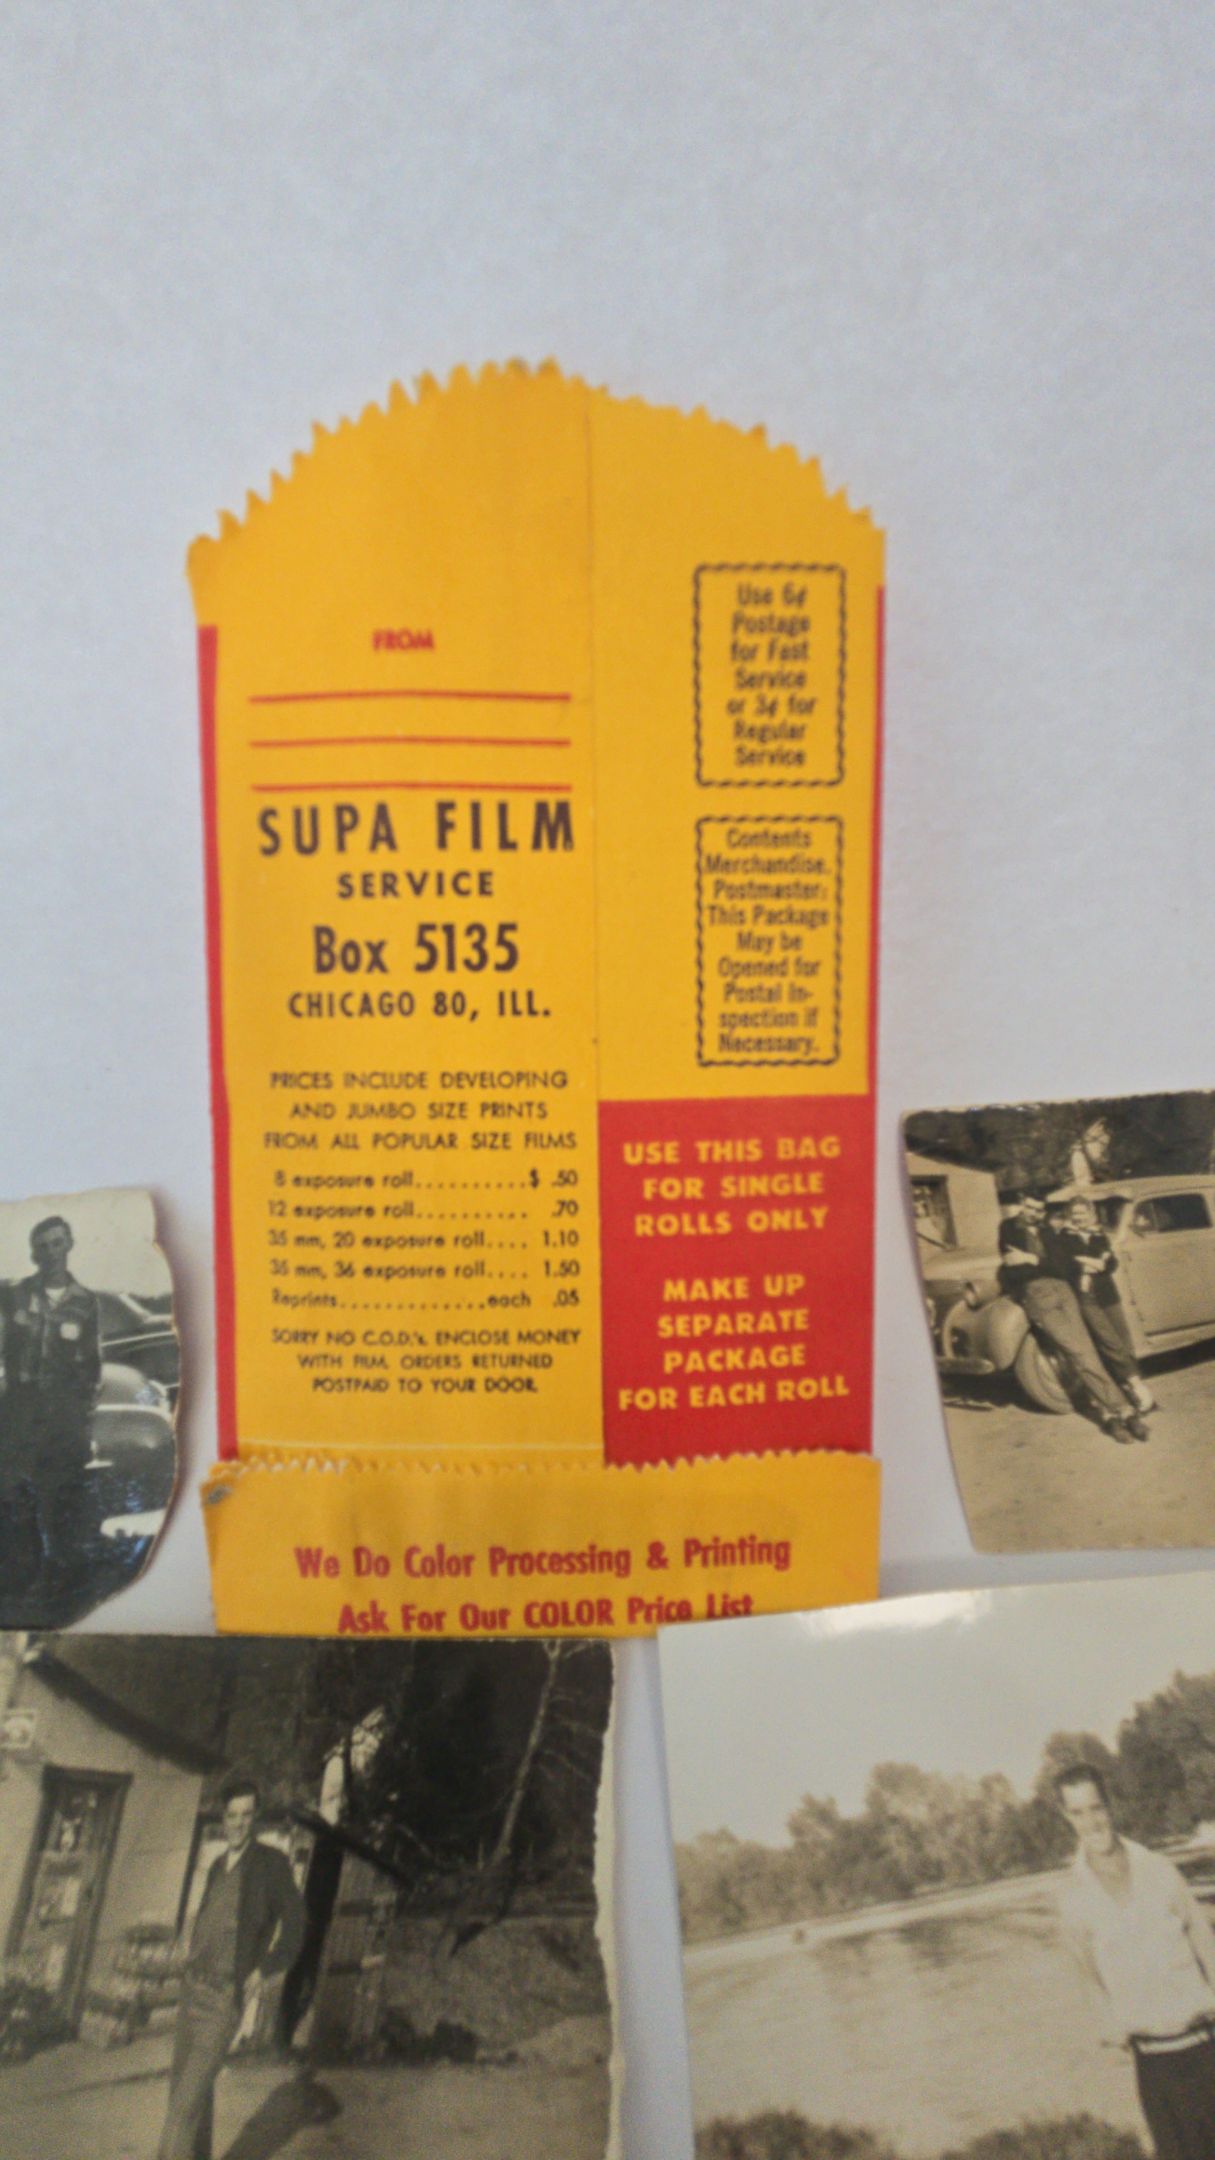 FROM
SUPA FILM
SERVICE
Box 5135
CHICAGO 80, ILL.
PRICES INCLUDE DEVELOPING
AND JUMBO SIZE PRINTS
FROM ALL POPULAR SIZE FILMS
8 exposure roll..........$ .50
12 exposure roll.......... .70
35 mm, 20 exposure roll.... 1.10
35 mm, 36 exposure roll.... 1.50
Reprints.............each .05
SORRY NO C.O.D.'s. ENCLOSE MONEY
WITH FILM. ORDERS RETURNED
POSTPAID TO YOUR DOOR.
Use 6¢
Postage
for Fast
Service
or 3¢ for
Regular
Service
Contents
Merchandise.
Postmaster:
This Package
May be
Opened for
Postal In-
spection if
Necessary.
USE THIS BAG
FOR SINGLE
ROLLS ONLY
MAKE UP
SEPARATE
PACKAGE
FOR EACH ROLL
We Do Color Processing & Printing
Ask For Our COLOR Price List